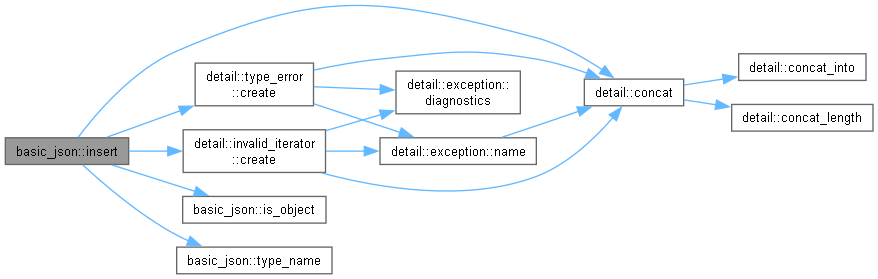 basic_json::insert
detail::type_error
::create
detail::invalid_iterator
::create
basic_json::is_object
basic_json::type_name
detail::exception::
diagnostics
detail::exception::name
detail::concat
detail::concat_into
detail::concat_length